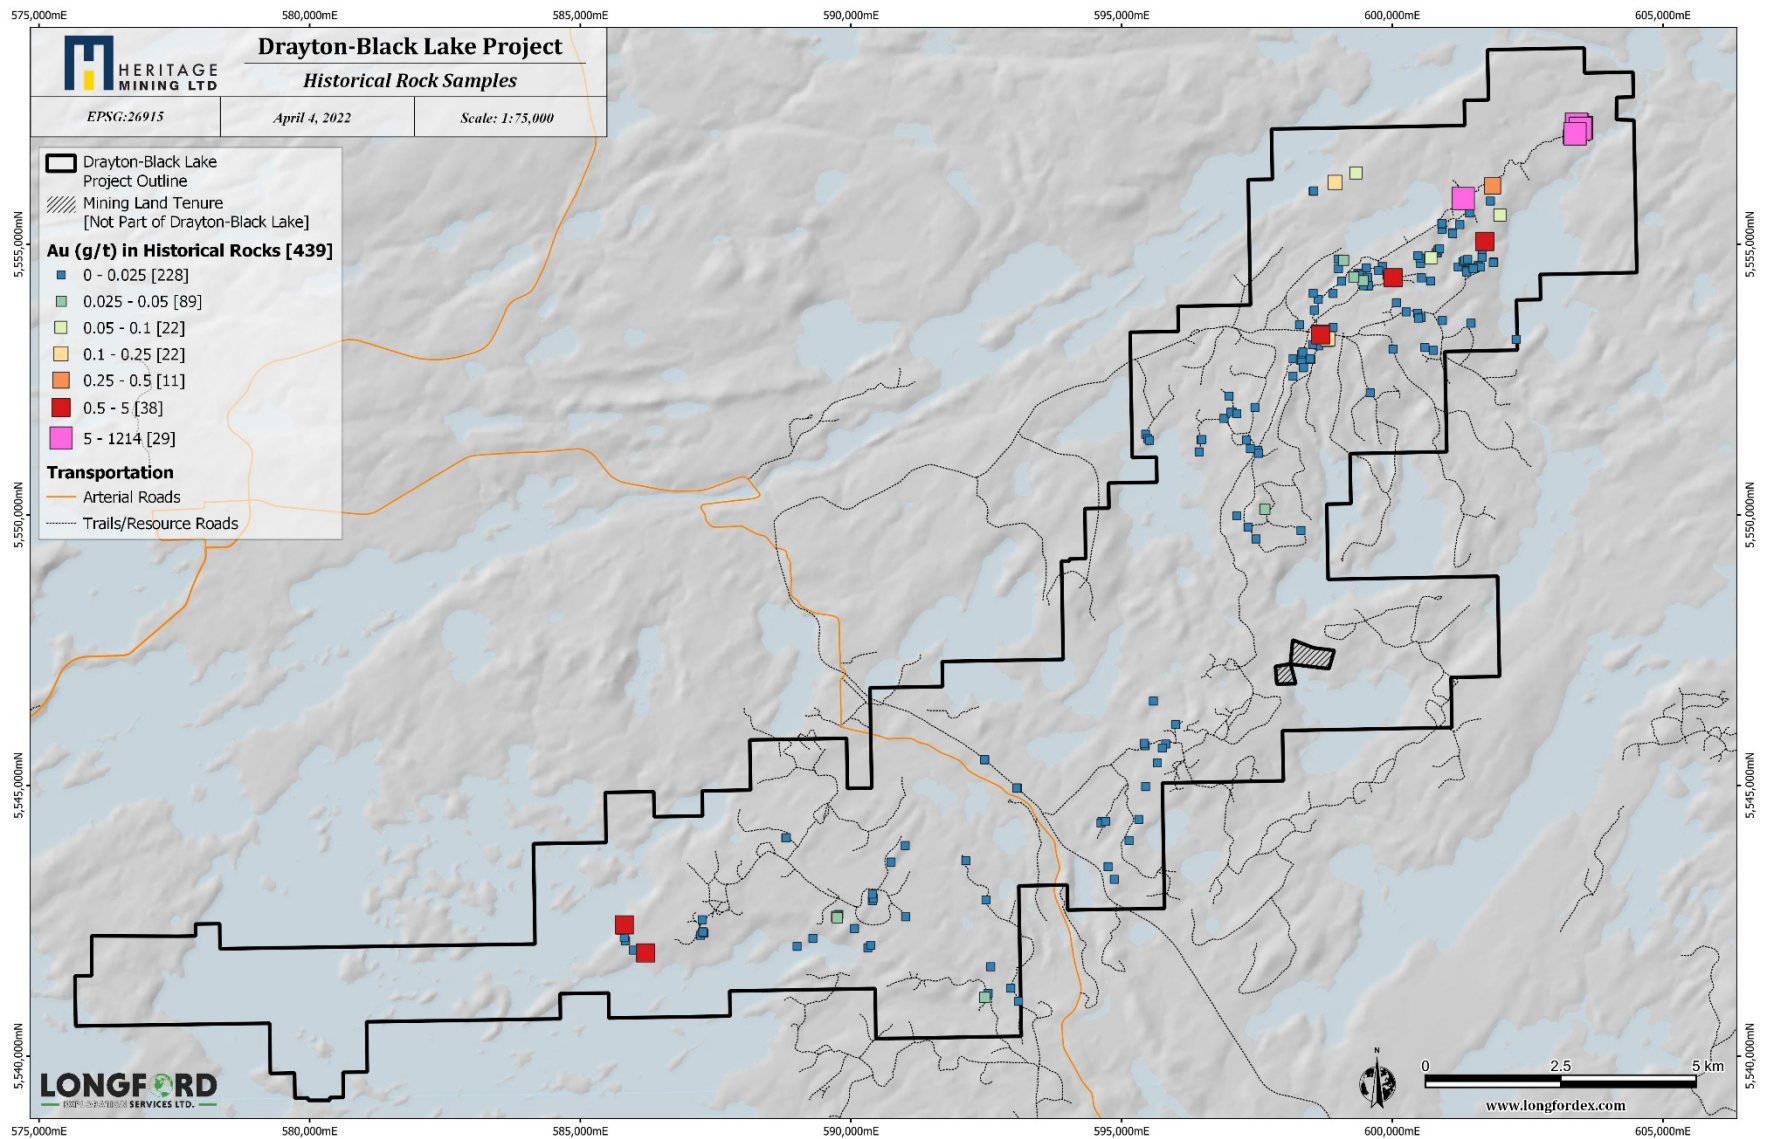 575,000mE 580,000mE 585,000mE 590,000mE 595,000mE 600,000mE 605,000mE
HERITAGE
MINING LTD
Drayton-Black Lake Project
Historical Rock Samples
EPSG:26915 April 4, 2022 Scale: 1:75,000
Drayton-Black Lake
Project Outline
Mining Land Tenure
[Not Part of Drayton-Black Lake]
Au (g/t) in Historical Rocks [439]
0 - 0.025 [228]
0.025 - 0.05 [89]
0.05 - 0.1 [22]
0.1 - 0.25 [22]
0.25 - 0.5 [11]
0.5 - 5 [38]
5 - 1214 [29]
Transportation
Arterial Roads
Trails/Resource Roads
5,555,000mN
5,550,000mN
5,545,000mN
5,540,000mN
5,555,000mN
5,550,000mN
5,545,000mN
5,540,000mN
LONGFORD
EXPLORATION SERVICES LTD.
N
0 2.5 5 km
www.longfordex.com
575,000mE 580,000mE 585,000mE 590,000mE 595,000mE 600,000mE 605,000mE